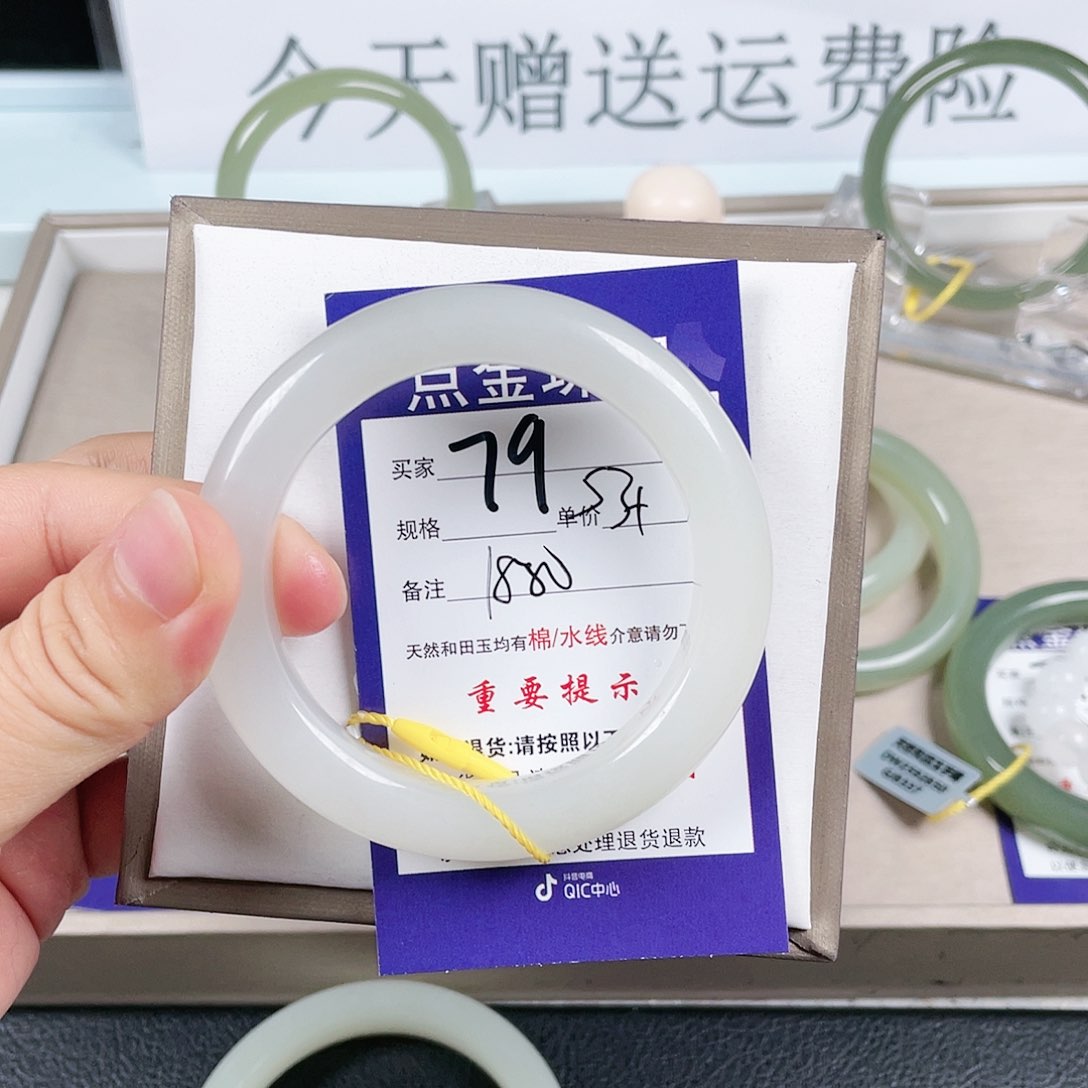 今天赠送运费险
点金珠
买家 79
规格 单价
备注 1880
天然和田玉均有棉/水线介意请勿
重要提示
退货:请按照以下
处理退货退款
抖音电商
QIC中心